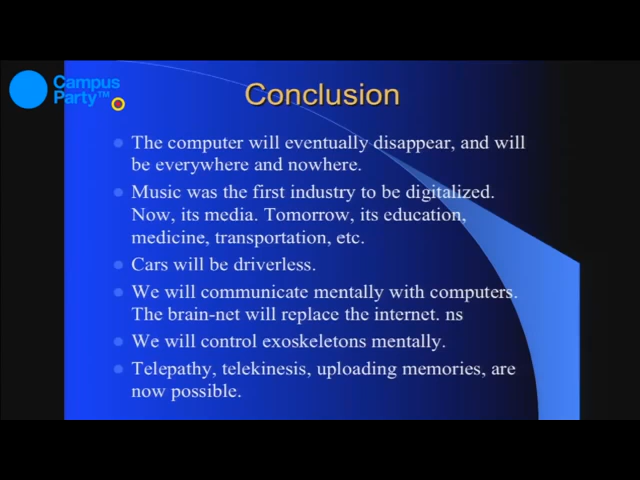 Campus
Party™
Conclusion
The computer will eventually disappear, and will
be everywhere and nowhere.
Music was the first industry to be digitalized.
Now, its media. Tomorrow, its education,
medicine, transportation, etc.
Cars will be driverless.
We will communicate mentally with computers.
The brain-net will replace the internet. ns
We will control exoskeletons mentally.
Telepathy, telekinesis, uploading memories, are
now possible.